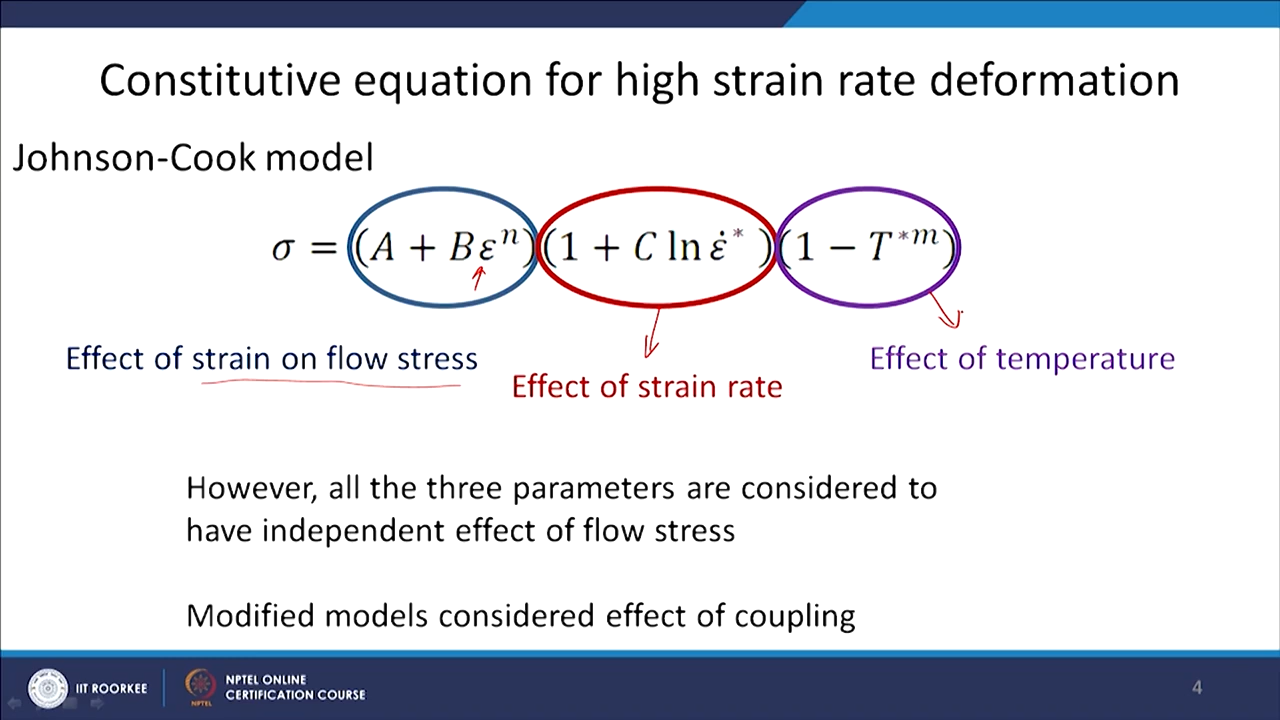 Constitutive equation for high strain rate deformation
Johnson-Cook model
σ = (A + Bεⁿ)(1 + C ln ε̇*)(1 − T*ᵐ)
Effect of strain on flow stress
Effect of strain rate
Effect of temperature
However, all the three parameters are considered to
have independent effect of flow stress
Modified models considered effect of coupling
IIT ROORKEE
NPTEL
NPTEL ONLINE
CERTIFICATION COURSE
4